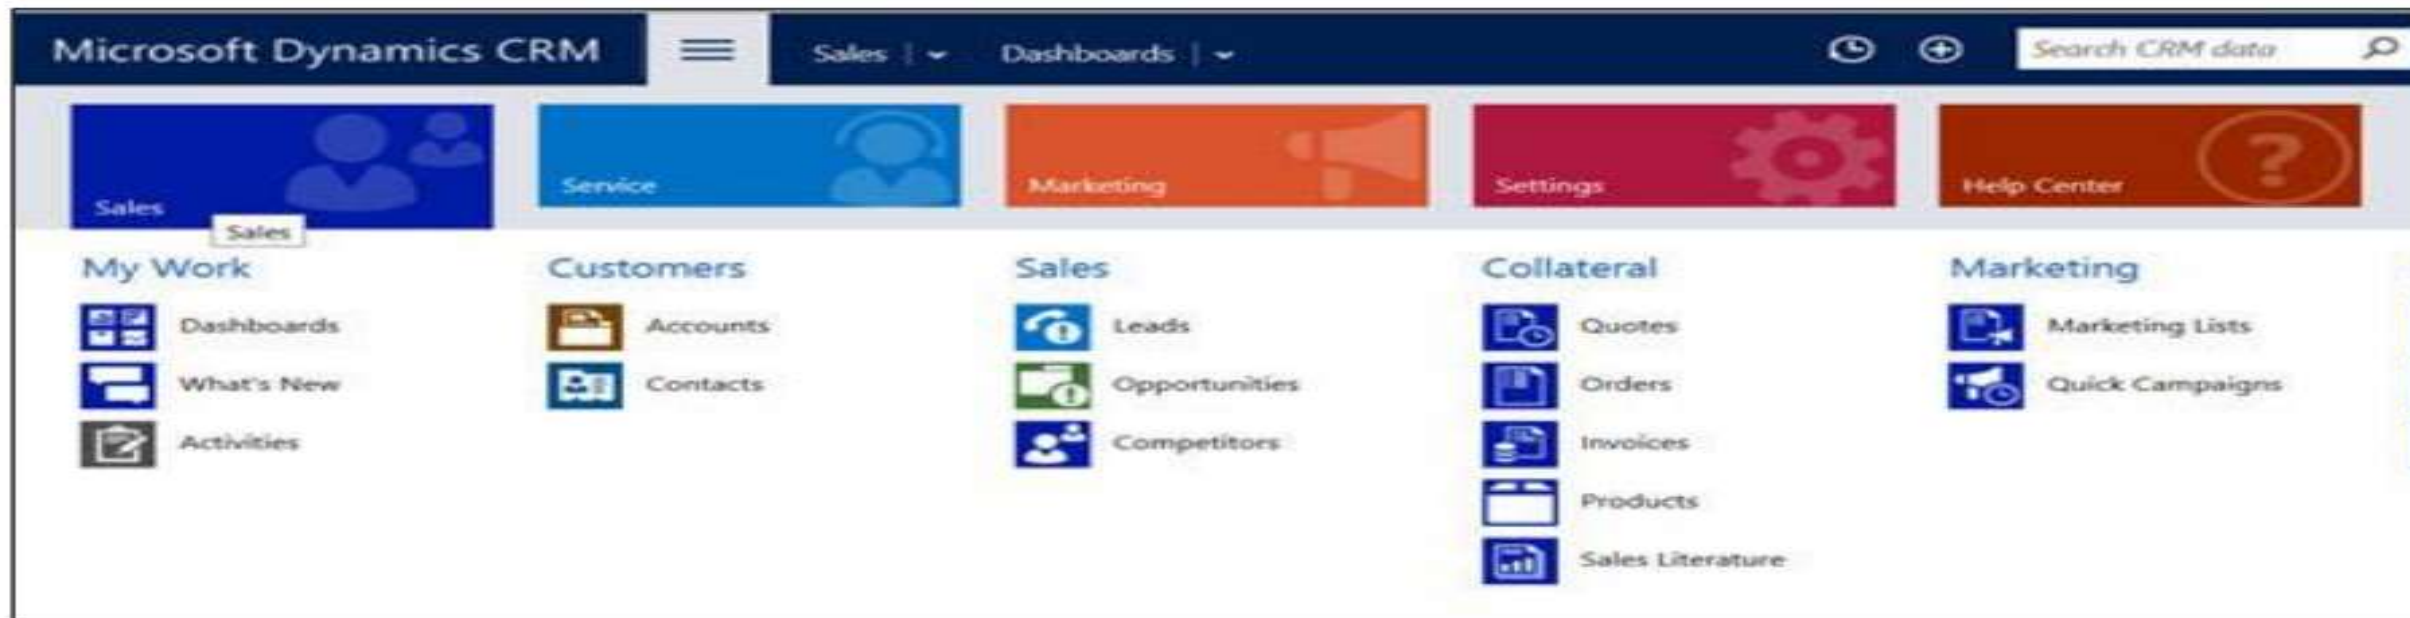 Microsoft Dynamics CRM Sales Dashboards Search CRM data
Sales Service Marketing Settings Help Center
Sales
My Work Customers Sales Collateral Marketing
Dashboards Accounts Leads Quotes Marketing Lists
What's New Contacts Opportunities Orders Quick Campaigns
Activities Competitors Invoices
Products
Sales Literature